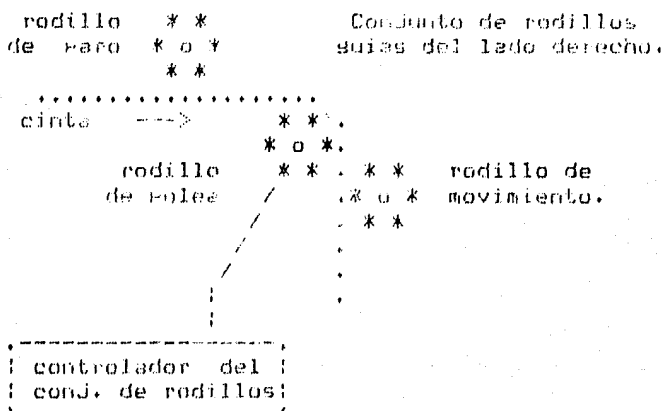 rodillo
de paro
Conjunto de rodillos
guias del lado derecho.
cinta --->
rodillo
de polea
rodillo de
movimiento.
controlador del
conj. de rodillos